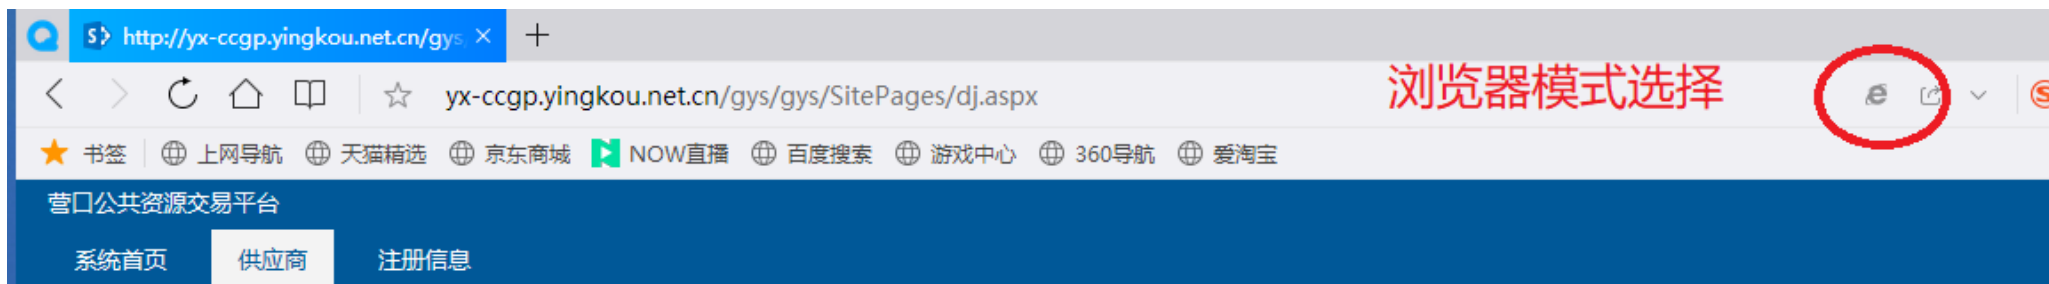 http://yx-ccgp.yingkou.net.cn/gys
yx-ccgp.yingkou.net.cn/gys/gys/SitePages/dj.aspx
浏览器模式选择
书签 上网导航 天猫精选 京东商城 NOW直播 百度搜索 游戏中心 360导航 爱淘宝
营口公共资源交易平台
系统首页 供应商 注册信息